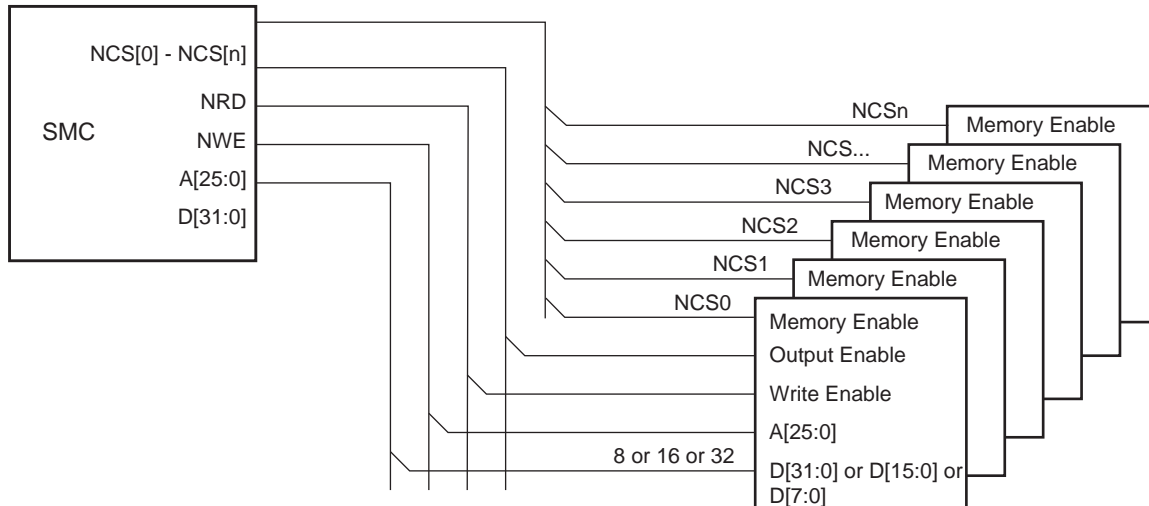 SMC
NCS[0] - NCS[n]
NRD
NWE
A[25:0]
D[31:0]
NCSn
Memory Enable
NCS...
Memory Enable
NCS3
Memory Enable
NCS2
Memory Enable
NCS1
Memory Enable
NCS0
Memory Enable
Output Enable
Write Enable
A[25:0]
8 or 16 or 32
D[31:0] or D[15:0] or
D[7:0]